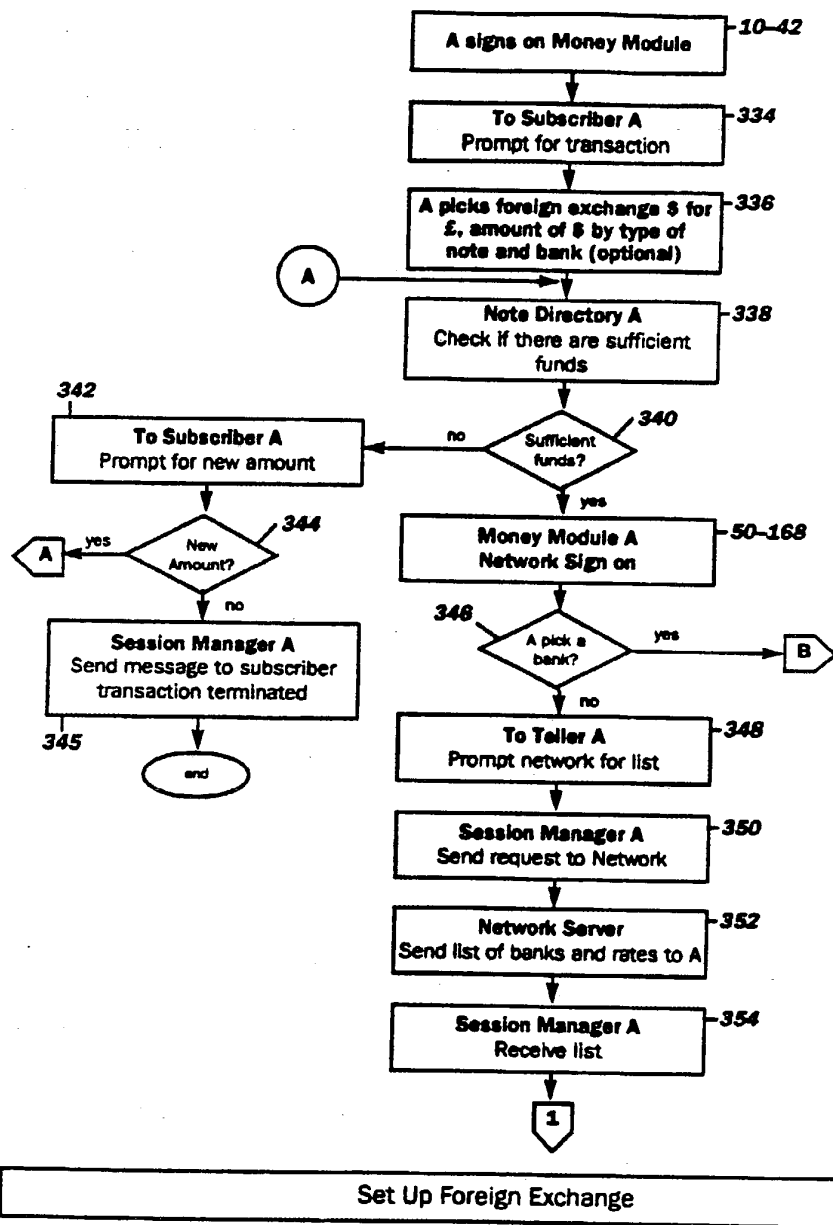 A signs on Money Module
10–42
To Subscriber A
Prompt for transaction
334
A picks foreign exchange $ for
£, amount of $ by type of
note and bank (optional)
336
A
Note Directory A
Check if there are sufficient
funds
338
342
To Subscriber A
Prompt for new amount
no
Sufficient
funds?
340
yes
A
yes
New
Amount?
344
no
Money Module A
Network Sign on
50–168
Session Manager A
Send message to subscriber
transaction terminated
345
end
346
A pick a
bank?
yes
B
no
To Teller A
Prompt network for list
348
Session Manager A
Send request to Network
350
Network Server
Send list of banks and rates to A
352
Session Manager A
Receive list
354
1
Set Up Foreign Exchange